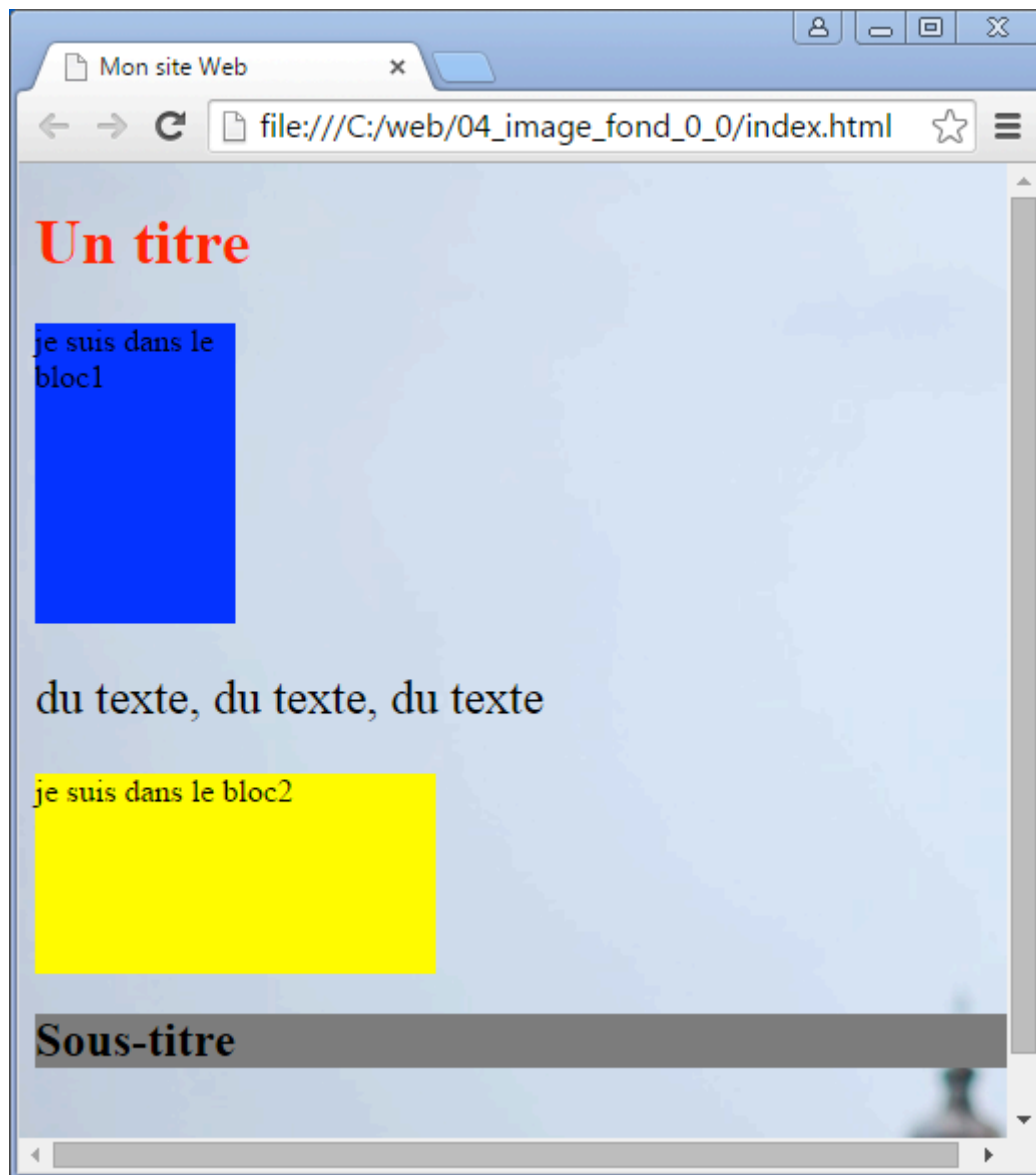 Mon site Web
file:///C:/web/04_image_fond_0_0/index.html
Un titre
je suis dans le
bloc1
du texte, du texte, du texte
je suis dans le bloc2
Sous-titre